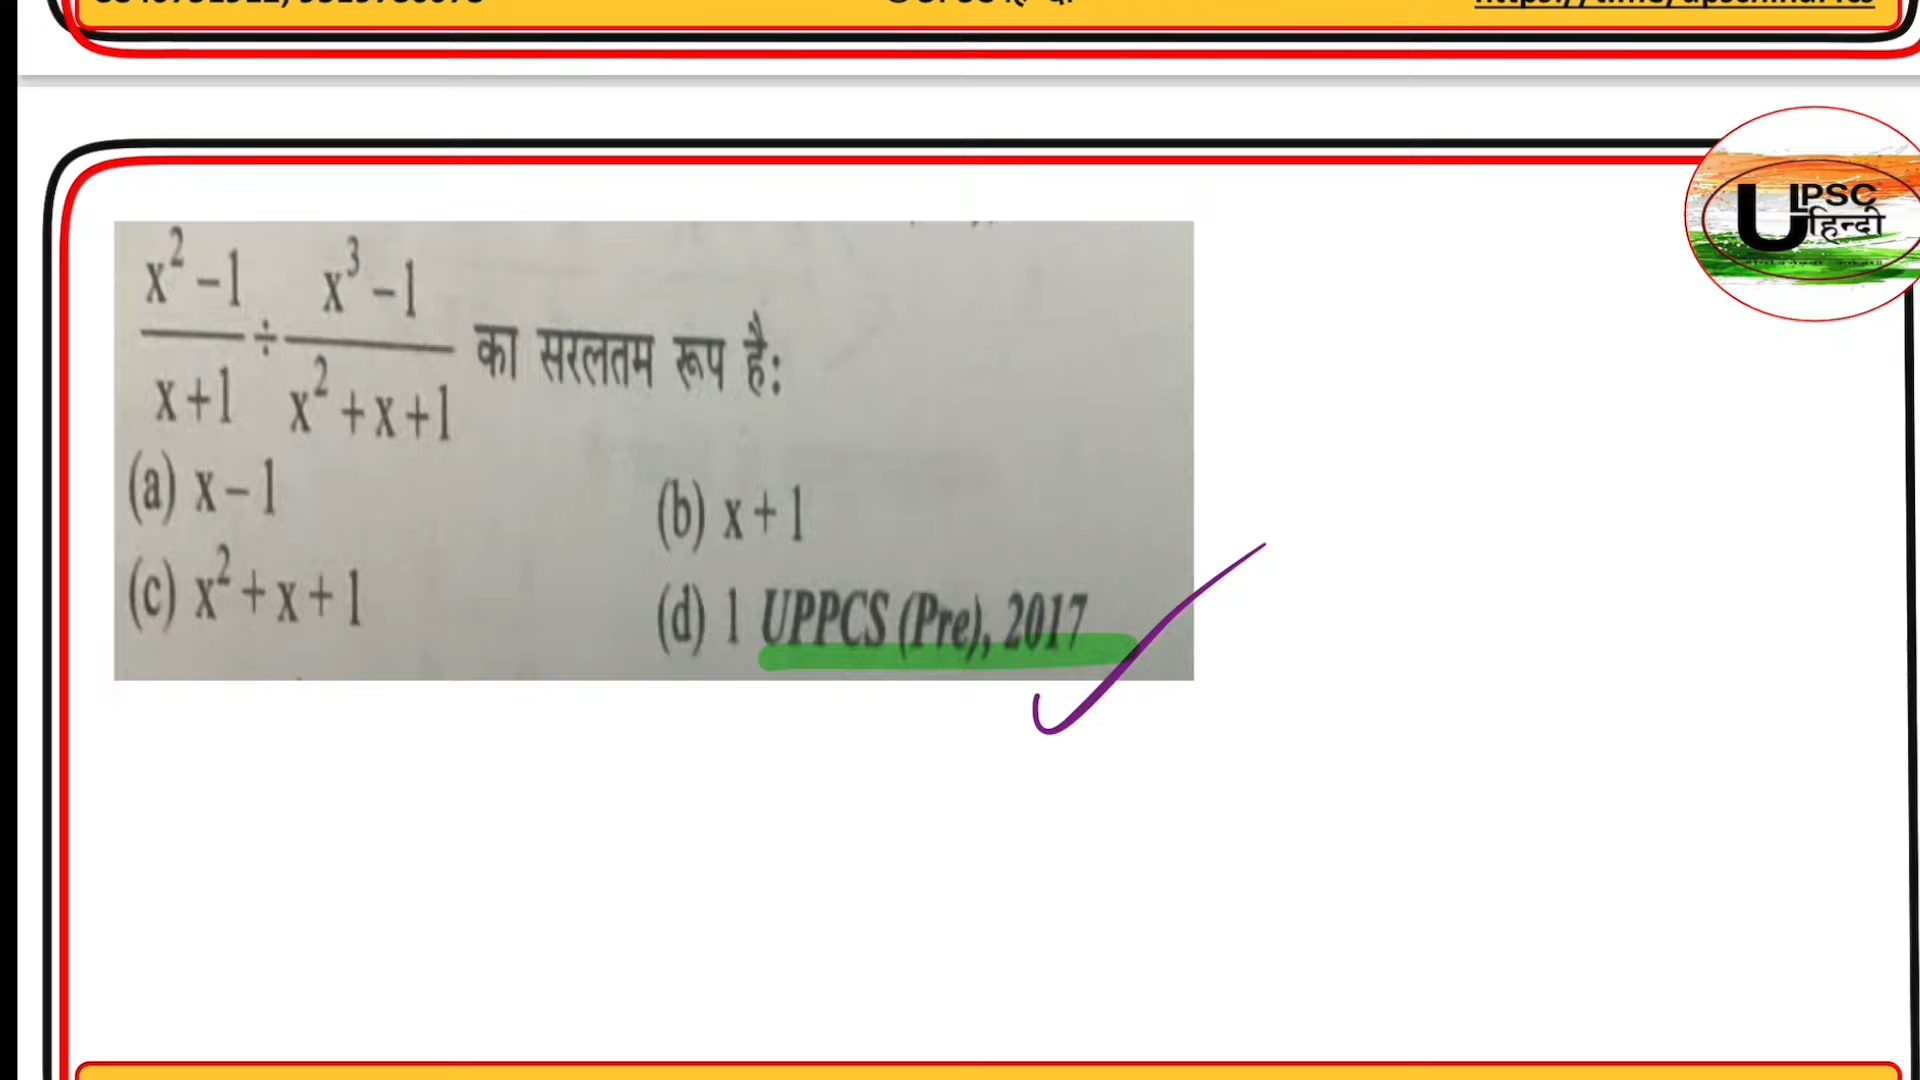 x² – 1 / x + 1 ÷ x³ – 1 / x² + x + 1 का सरलतम रूप है:
(a) x – 1 (b) x + 1
(c) x² + x + 1 (d) 1 UPPCS (Pre), 2017
UPSC
हिन्दी